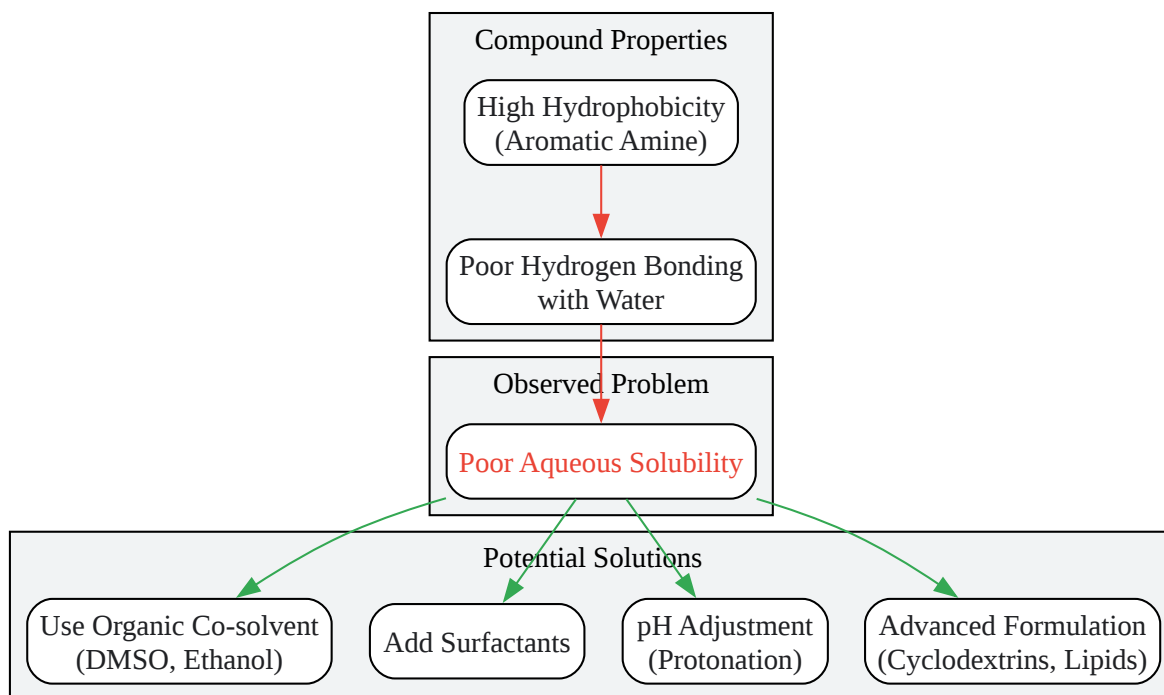 Compound Properties
High Hydrophobicity
(Aromatic Amine)
Poor Hydrogen Bonding
with Water
Observed Problem
Poor Aqueous Solubility
Potential Solutions
Use Organic Co-solvent
(DMSO, Ethanol)
Add Surfactants
pH Adjustment
(Protonation)
Advanced Formulation
(Cyclodextrins, Lipids)